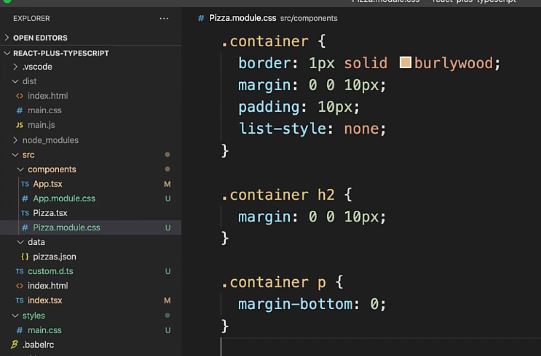 Pizza.module.css — react-plus-typescript
EXPLORER
OPEN EDITORS
REACT-PLUS-TYPESCRIPT
.vscode
dist
<> index.html
# main.css
JS main.js
node_modules
src
components
TS App.tsx M
# App.module.css U
TS Pizza.tsx
# Pizza.module.css U
data
{} pizzas.json
TS custom.d.ts U
<> index.html
TS index.tsx M
styles
# main.css U
.babelrc
# Pizza.module.css src/components
.container {
border: 1px solid burlywood;
margin: 0 0 10px;
padding: 10px;
list-style: none;
}
.container h2 {
margin: 0 0 10px;
}
.container p {
margin-bottom: 0;
}